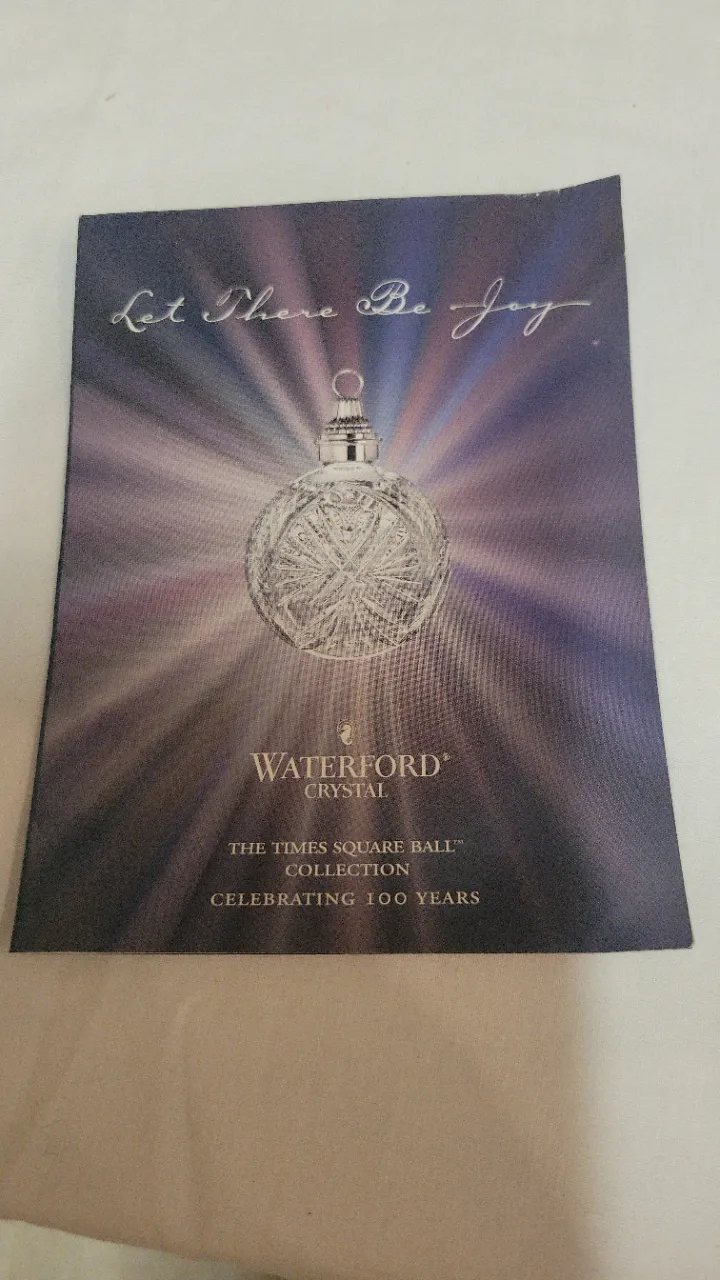 Let There Be Joy
WATERFORD®
CRYSTAL
THE TIMES SQUARE BALL™
COLLECTION
CELEBRATING 100 YEARS